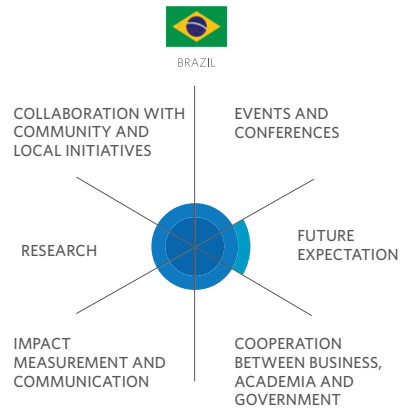 BRAZIL
COLLABORATION WITH
COMMUNITY AND
LOCAL INITIATIVES
EVENTS AND
CONFERENCES
RESEARCH
FUTURE
EXPECTATION
IMPACT
MEASUREMENT AND
COMMUNICATION
COOPERATION
BETWEEN BUSINESS,
ACADEMIA AND
GOVERNMENT